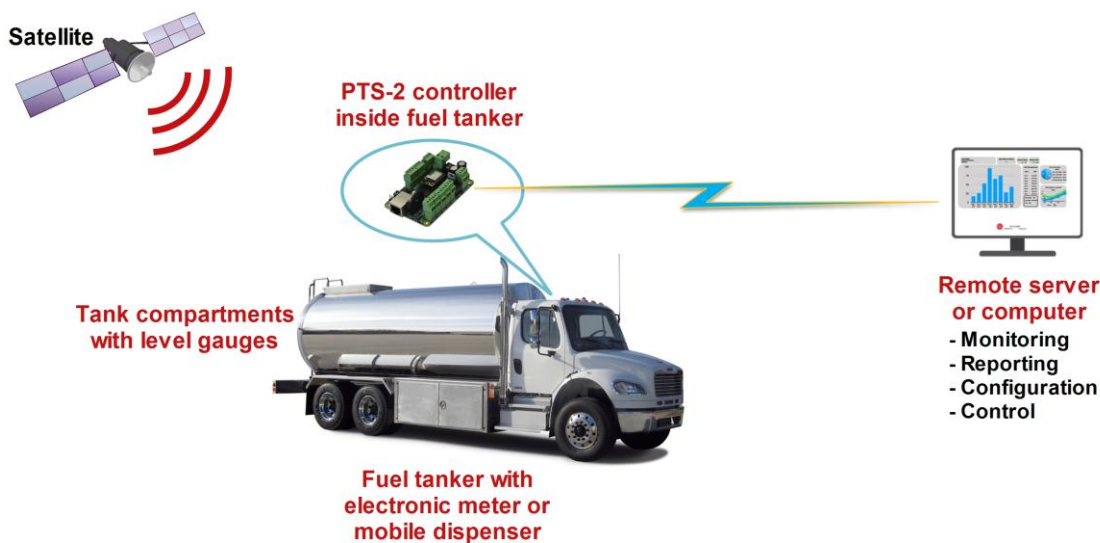 Satellite
PTS-2 controller
inside fuel tanker
Tank compartments
with level gauges
Remote server
or computer
- Monitoring
- Reporting
- Configuration
- Control
Fuel tanker with
electronic meter or
mobile dispenser